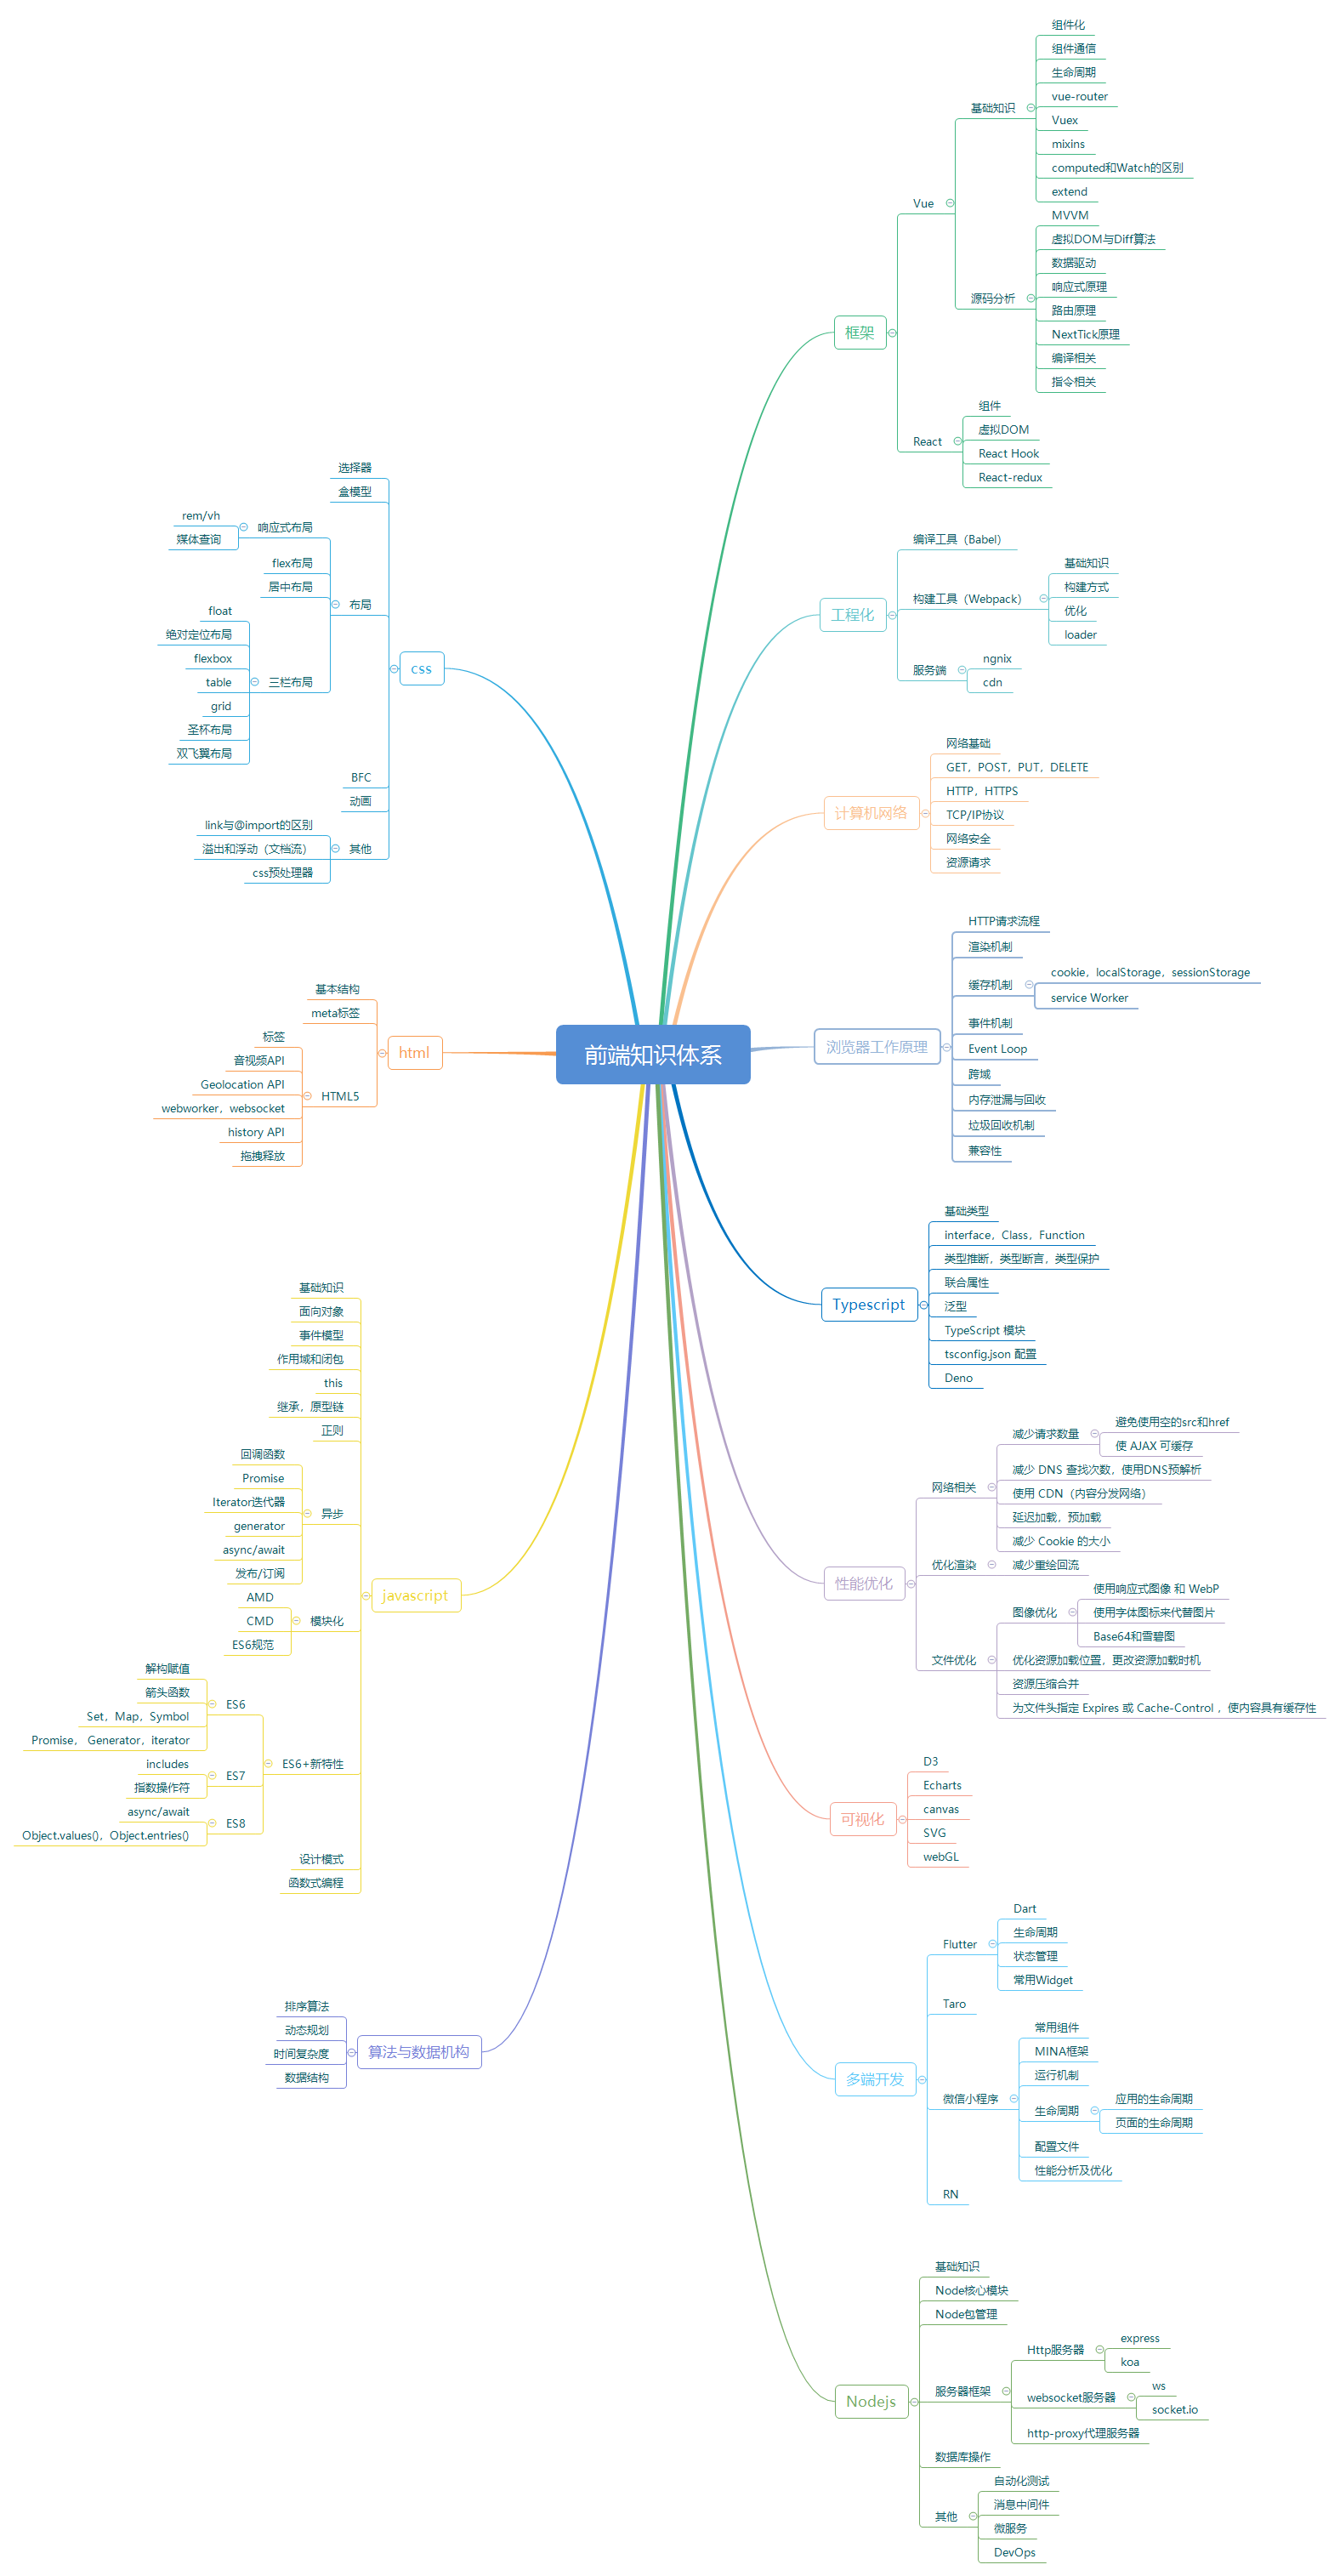 前端知识体系
框架
Vue
基础知识
组件化
组件通信
生命周期
vue-router
Vuex
mixins
computed和Watch的区别
extend
源码分析
MVVM
虚拟DOM与Diff算法
数据驱动
响应式原理
路由原理
NextTick原理
编译相关
指令相关
React
组件
虚拟DOM
React Hook
React-redux
工程化
编译工具（Babel）
构建工具（Webpack）
基础知识
构建方式
优化
loader
服务端
ngnix
cdn
计算机网络
网络基础
GET，POST，PUT，DELETE
HTTP，HTTPS
TCP/IP协议
网络安全
资源请求
浏览器工作原理
HTTP请求流程
渲染机制
缓存机制
cookie，localStorage，sessionStorage
service Worker
事件机制
Event Loop
跨域
内存泄漏与回收
垃圾回收机制
兼容性
Typescript
基础类型
interface，Class，Function
类型推断，类型断言，类型保护
联合属性
泛型
TypeScript 模块
tsconfig.json 配置
Deno
性能优化
网络相关
减少请求数量
避免使用空的src和href
使 AJAX 可缓存
减少 DNS 查找次数，使用DNS预解析
使用 CDN（内容分发网络）
延迟加载，预加载
减少 Cookie 的大小
优化渲染
减少重绘回流
文件优化
图像优化
使用响应式图像 和 WebP
使用字体图标来代替图片
Base64和雪碧图
优化资源加载位置，更改资源加载时机
资源压缩合并
为文件头指定 Expires 或 Cache-Control ，使内容具有缓存性
可视化
D3
Echarts
canvas
SVG
webGL
多端开发
Flutter
Dart
生命周期
状态管理
常用Widget
Taro
微信小程序
常用组件
MINA框架
运行机制
生命周期
应用的生命周期
页面的生命周期
配置文件
性能分析及优化
RN
Nodejs
基础知识
Node核心模块
Node包管理
服务器框架
Http服务器
express
koa
websocket服务器
ws
socket.io
http-proxy代理服务器
数据库操作
其他
自动化测试
消息中间件
微服务
DevOps
css
选择器
盒模型
布局
响应式布局
rem/vh
媒体查询
flex布局
居中布局
三栏布局
float
绝对定位布局
flexbox
table
grid
圣杯布局
双飞翼布局
BFC
动画
其他
link与@import的区别
溢出和浮动（文档流）
css预处理器
html
基本结构
meta标签
HTML5
标签
音视频API
Geolocation API
webworker，websocket
history API
拖拽释放
javascript
基础知识
面向对象
事件模型
作用域和闭包
this
继承，原型链
正则
异步
回调函数
Promise
Iterator迭代器
generator
async/await
发布/订阅
模块化
AMD
CMD
ES6规范
ES6+新特性
ES6
解构赋值
箭头函数
Set，Map，Symbol
Promise， Generator，iterator
ES7
includes
指数操作符
ES8
async/await
Object.values()，Object.entries()
设计模式
函数式编程
算法与数据机构
排序算法
动态规划
时间复杂度
数据结构